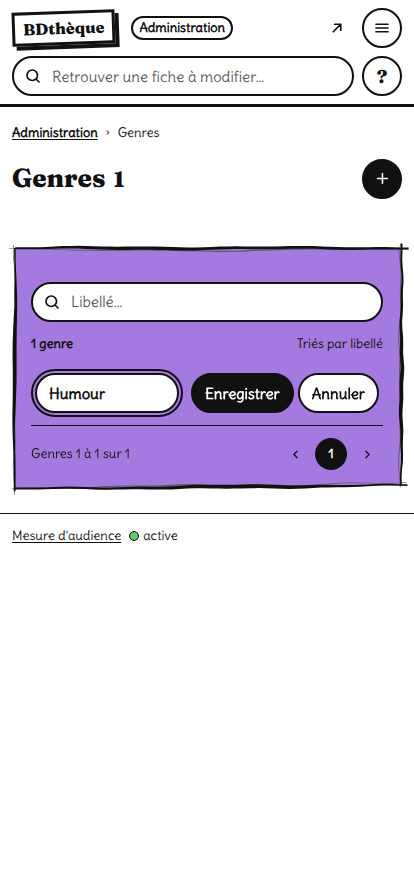 BDthèque Administration
Retrouver une fiche à modifier... ?
Administration › Genres
Genres 1 +
Libellé...
1 genre Triés par libellé
Humour Enregistrer Annuler
Genres 1 à 1 sur 1 ‹ 1 ›
Mesure d'audience active